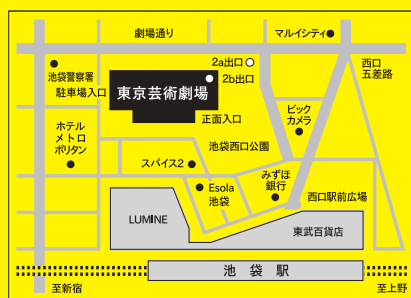 劇場通り
マルイシティ
2a出口
西口
五差路
池袋警察署
2b出口
駐車場入口
東京芸術劇場
正面入口
ビック
カメラ
ホテル
メトロ
ポリタン
池袋西口公園
スパイス2
みずほ
銀行
Esola
池袋
西口駅前広場
LUMINE
東武百貨店
池袋駅
至新宿
至上野